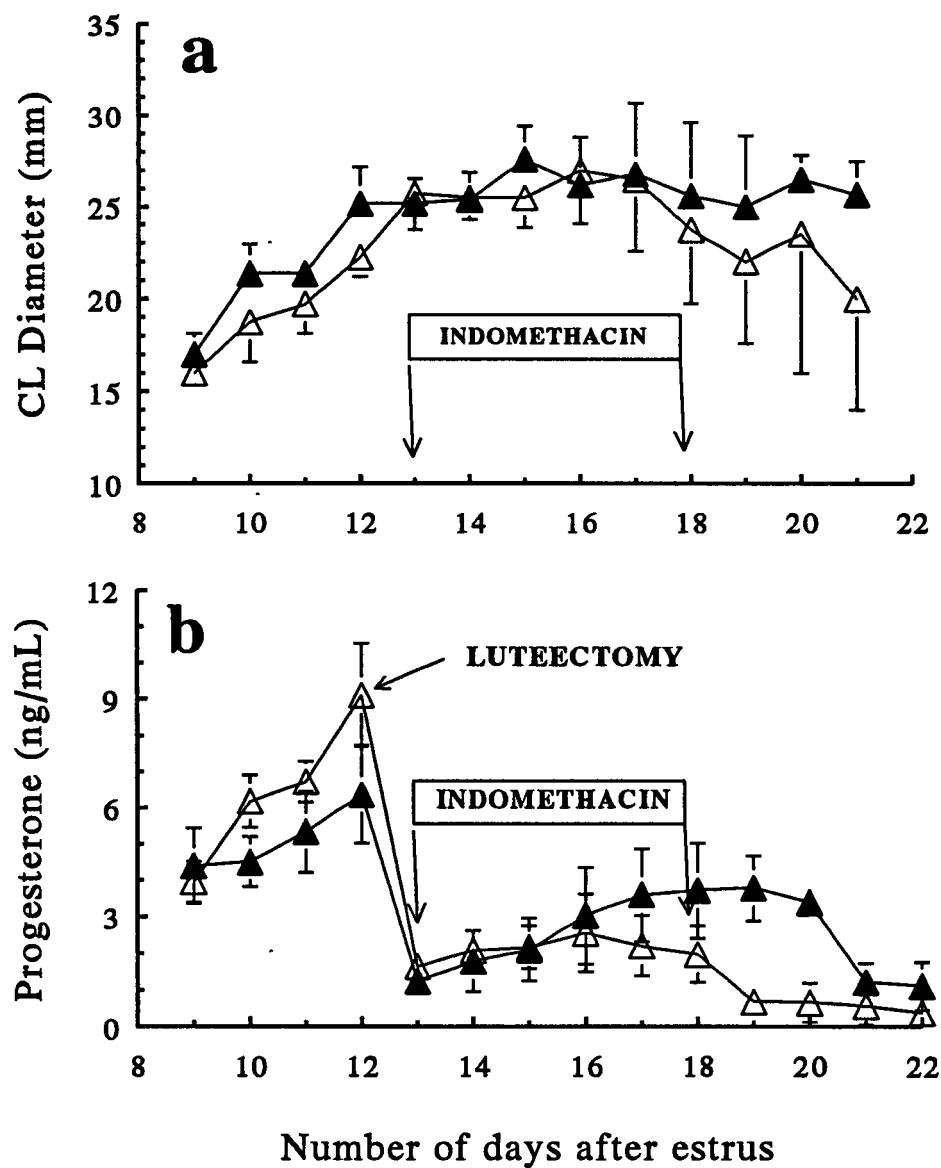 a
CL Diameter (mm)
35
30
25
20
15
10
INDOMETHACIN
8 10 12 14 16 18 20 22
b
Progesterone (ng/mL)
12
9
6
3
0
LUTEECTOMY
INDOMETHACIN
8 10 12 14 16 18 20 22
Number of days after estrus